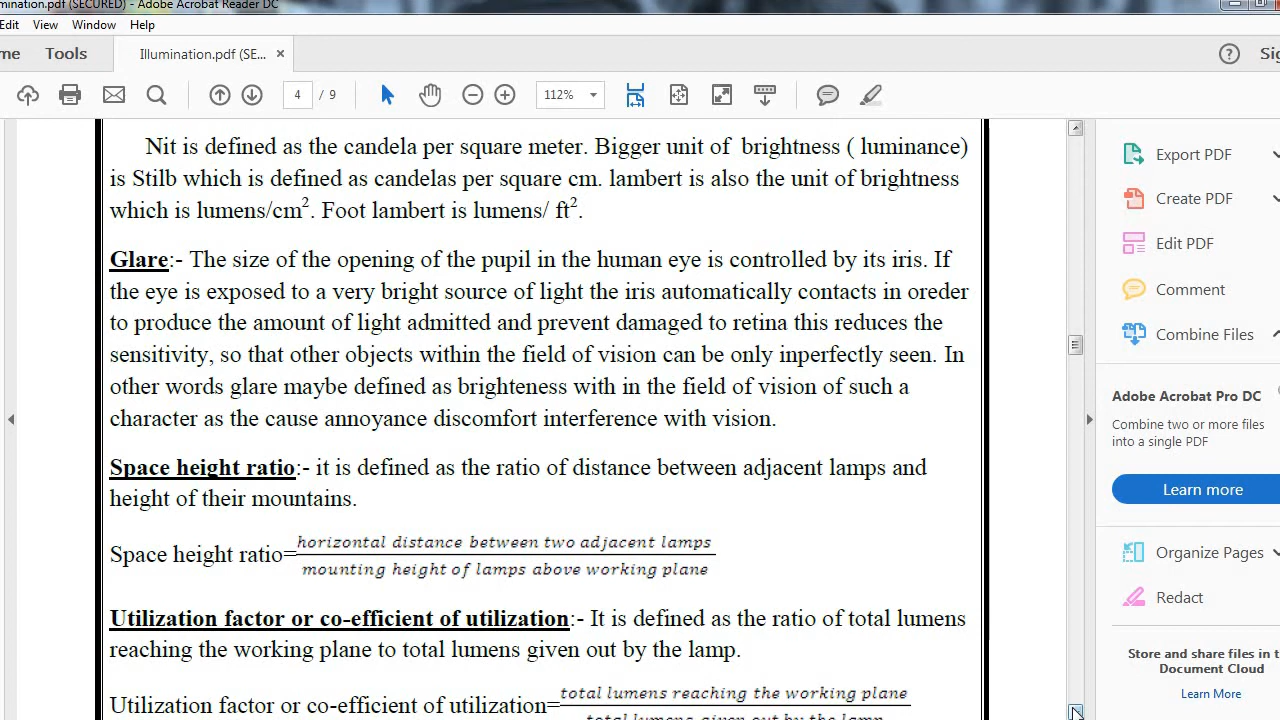 mination.pdf (SECURED) - Adobe Acrobat Reader DC
Edit View Window Help
me Tools Illumination.pdf (SE... × ? Sig
4 / 9 112%
Nit is defined as the candela per square meter. Bigger unit of brightness ( luminance)
is Stilb which is defined as candelas per square cm. lambert is also the unit of brightness
which is lumens/cm². Foot lambert is lumens/ ft².
Glare:- The size of the opening of the pupil in the human eye is controlled by its iris. If
the eye is exposed to a very bright source of light the iris automatically contacts in oreder
to produce the amount of light admitted and prevent damaged to retina this reduces the
sensitivity, so that other objects within the field of vision can be only inperfectly seen. In
other words glare maybe defined as brighteness with in the field of vision of such a
character as the cause annoyance discomfort interference with vision.
Space height ratio:- it is defined as the ratio of distance between adjacent lamps and
height of their mountains.
horizontal distance between two adjacent lamps
Space height ratio=
mounting height of lamps above working plane
Utilization factor or co-efficient of utilization:- It is defined as the ratio of total lumens
reaching the working plane to total lumens given out by the lamp.
total lumens reaching the working plane
Utilization factor or co-efficient of utilization=
total lumens given out by the lamp
Export PDF
Create PDF
Edit PDF
Comment
Combine Files
Adobe Acrobat Pro DC
Combine two or more files
into a single PDF
Learn more
Organize Pages
Redact
Store and share files in t
Document Cloud
Learn More